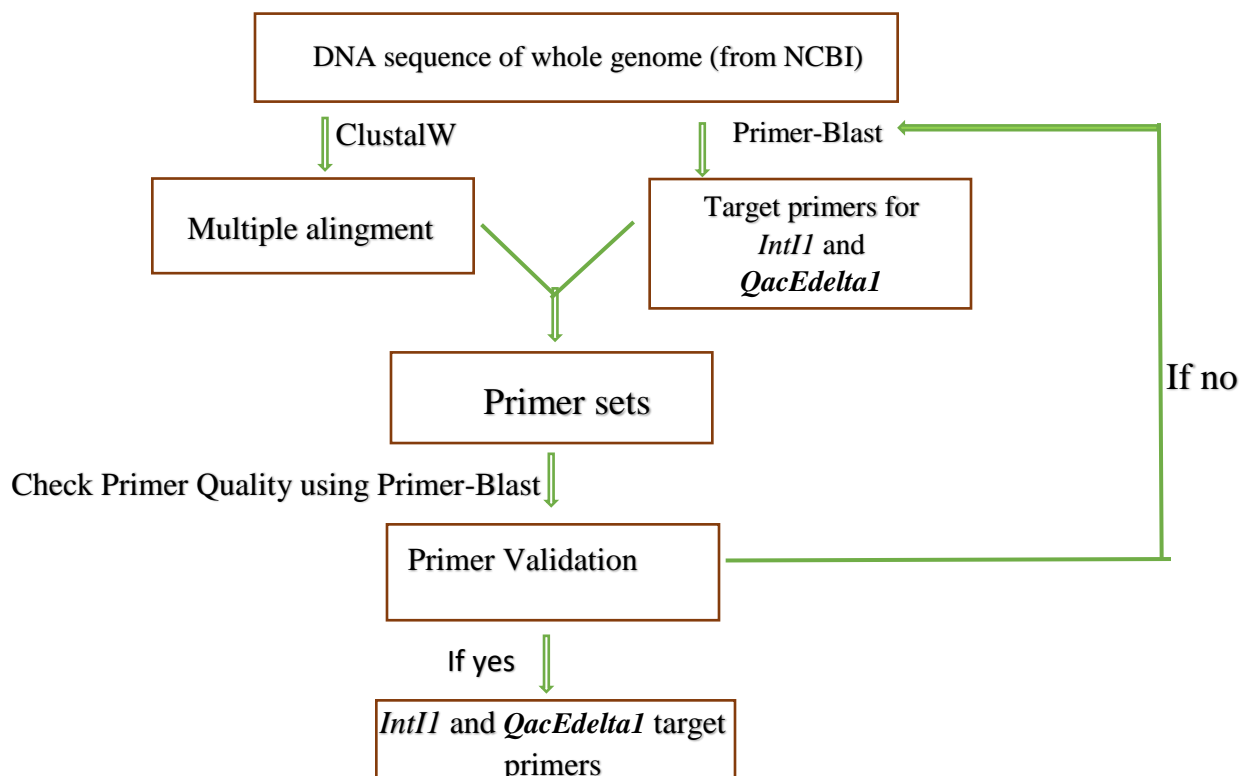 DNA sequence of whole genome (from NCBI)
ClustalW
Primer-Blast
Multiple alingment
Target primers for
IntI1 and
QacEdelta1
Primer sets
If no
Check Primer Quality using Primer-Blast
Primer Validation
If yes
IntI1 and QacEdelta1 target
primers